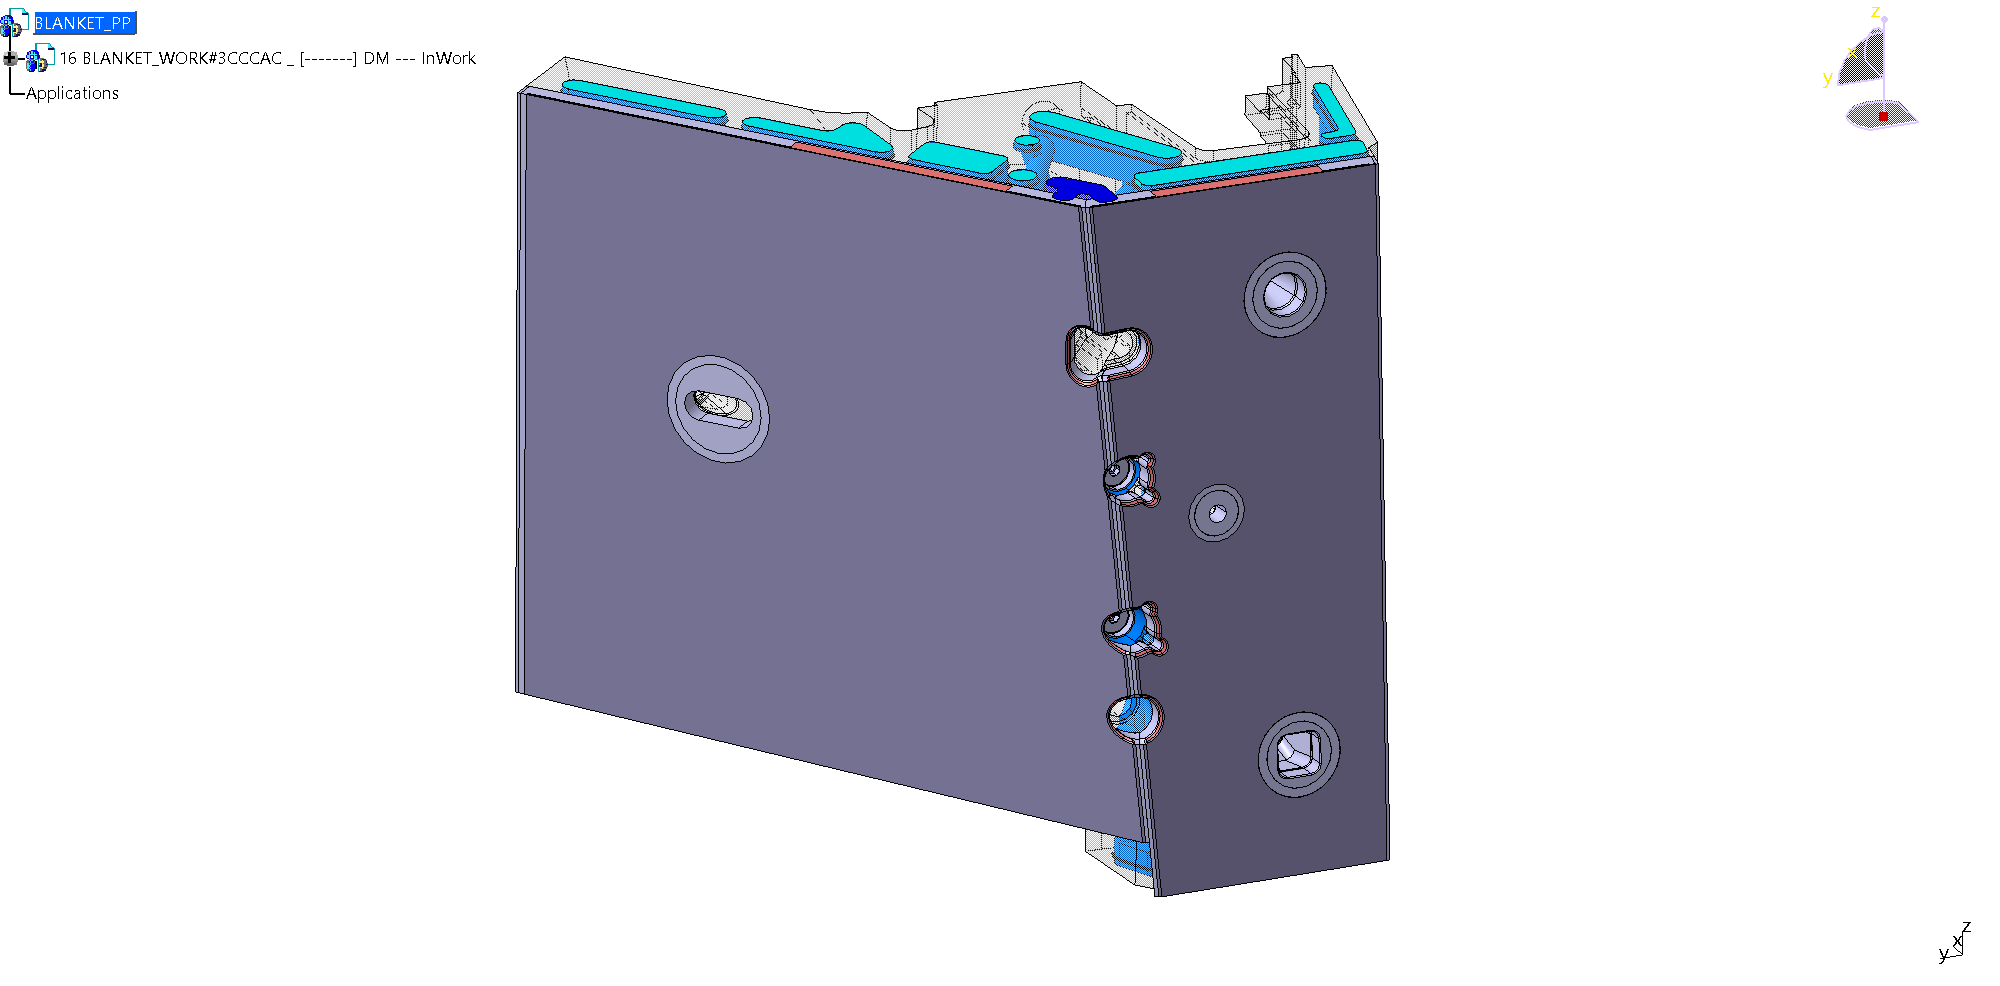 BLANKET_PP
16 BLANKET_WORK#3CCCAC _ [-------] DM --- InWork
Applications
z
x
y
z
x
y